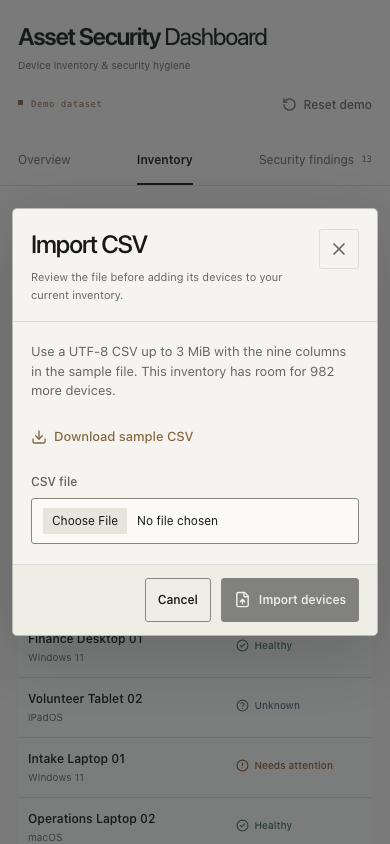 Asset Security Dashboard
Device inventory & security hygiene
Demo dataset
Reset demo
Overview
Inventory
Security findings 13
Import CSV
Review the file before adding its devices to your
current inventory.
Use a UTF-8 CSV up to 3 MiB with the nine columns
in the sample file. This inventory has room for 982
more devices.
Download sample CSV
CSV file
Choose File No file chosen
Cancel
Import devices
Finance Desktop 01
Healthy
Windows 11
Volunteer Tablet 02
Unknown
iPadOS
Intake Laptop 01
Needs attention
Windows 11
Operations Laptop 02
Healthy
macOS